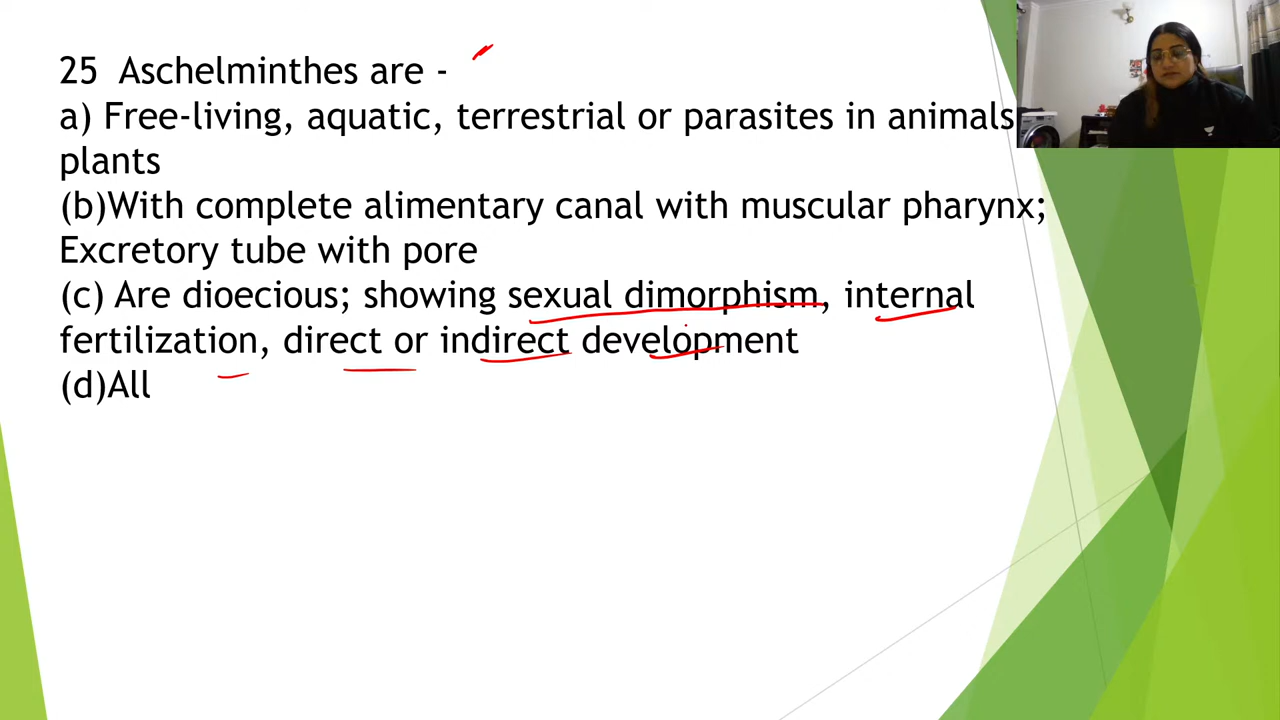 25 Aschelminthes are -
a) Free-living, aquatic, terrestrial or parasites in animals
plants
(b)With complete alimentary canal with muscular pharynx;
Excretory tube with pore
(c) Are dioecious; showing sexual dimorphism, internal
fertilization, direct or indirect development
(d)All